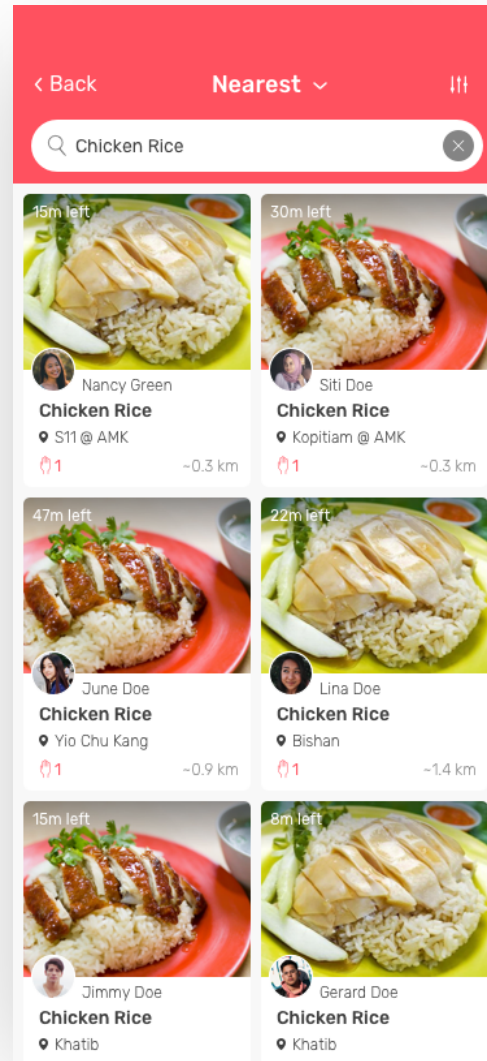 Back
Nearest
Chicken Rice
15m left
Nancy Green
Chicken Rice
S11 @ AMK
1
~0.3 km
30m left
Siti Doe
Chicken Rice
Kopitiam @ AMK
1
~0.3 km
47m left
June Doe
Chicken Rice
Yio Chu Kang
1
~0.9 km
22m left
Lina Doe
Chicken Rice
Bishan
1
~1.4 km
15m left
Jimmy Doe
Chicken Rice
Khatib
8m left
Gerard Doe
Chicken Rice
Khatib